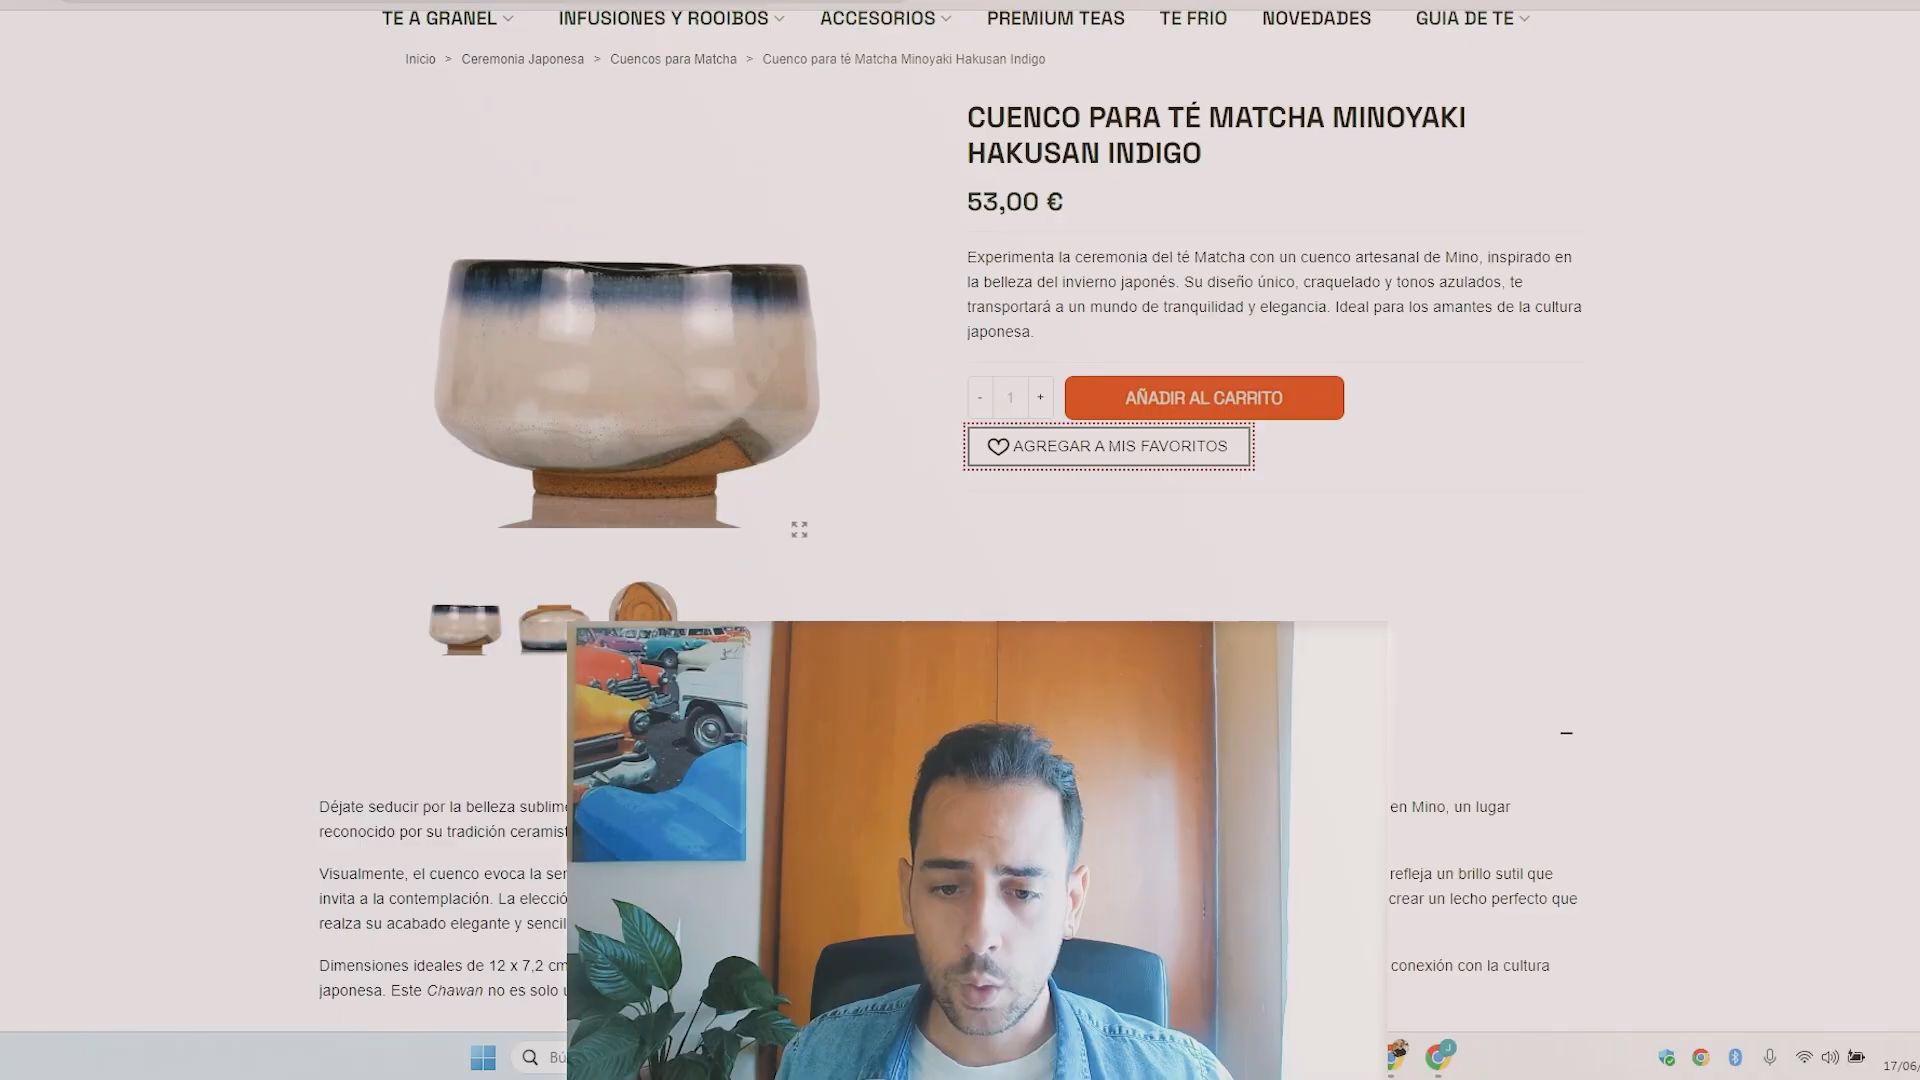 TE A GRANEL INFUSIONES Y ROOIBOS ACCESORIOS PREMIUM TEAS TE FRIO NOVEDADES GUIA DE TE
Inicio > Ceremonia Japonesa > Cuencos para Matcha > Cuenco para té Matcha Minoyaki Hakusan Indigo
CUENCO PARA TÉ MATCHA MINOYAKI
HAKUSAN INDIGO
53,00 €
Experimenta la ceremonia del té Matcha con un cuenco artesanal de Mino, inspirado en
la belleza del invierno japonés. Su diseño único, craquelado y tonos azulados, te
transportará a un mundo de tranquilidad y elegancia. Ideal para los amantes de la cultura
japonesa.
- 1 + AÑADIR AL CARRITO
AGREGAR A MIS FAVORITOS
Déjate seducir por la belleza sublime en Mino, un lugar
reconocido por su tradición ceramist
Visualmente, el cuenco evoca la ser refleja un brillo sutil que
invita a la contemplación. La elecció crear un lecho perfecto que
realza su acabado elegante y sencil
Dimensiones ideales de 12 x 7,2 cm conexión con la cultura
japonesa. Este Chawan no es solo u
Bú J 17/06/